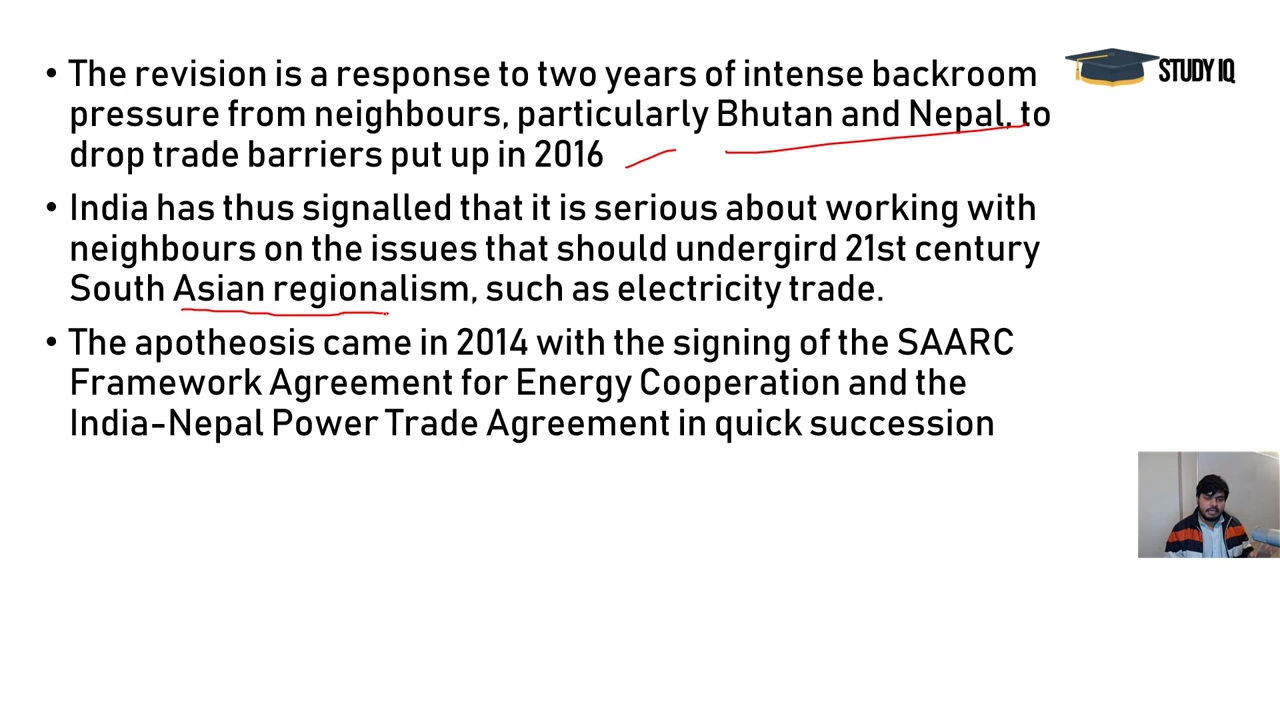 • The revision is a response to two years of intense backroom
pressure from neighbours, particularly Bhutan and Nepal, to
drop trade barriers put up in 2016
• India has thus signalled that it is serious about working with
neighbours on the issues that should undergird 21st century
South Asian regionalism, such as electricity trade.
• The apotheosis came in 2014 with the signing of the SAARC
Framework Agreement for Energy Cooperation and the
India-Nepal Power Trade Agreement in quick succession
STUDY IQ